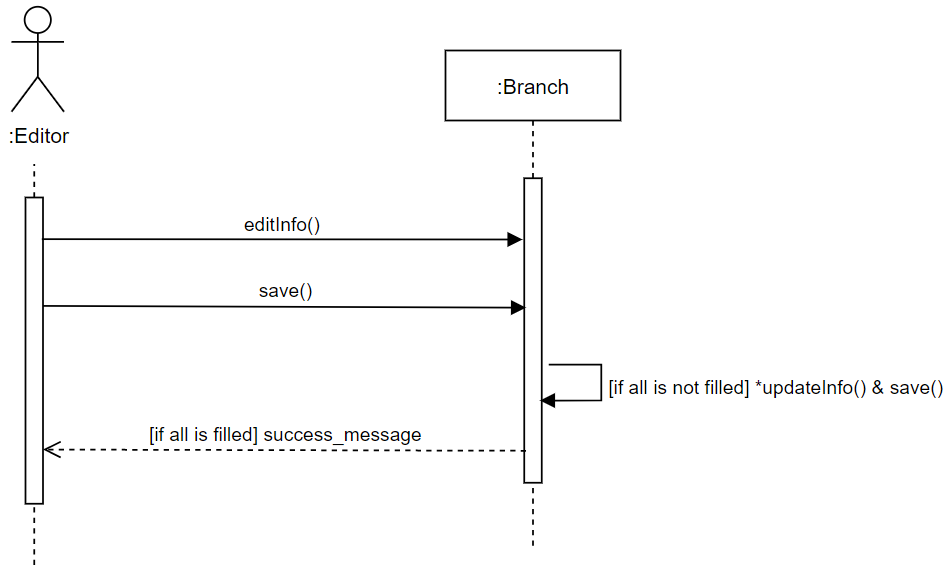 :Editor
:Branch
editInfo()
save()
[if all is not filled] *updateInfo() & save()
[if all is filled] success_message